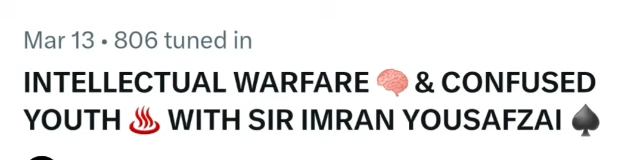 Mar 13 • 806 tuned in
INTELLECTUAL WARFARE 🧠 & CONFUSED
YOUTH ♨️ WITH SIR IMRAN YOUSAFZAI ♠️